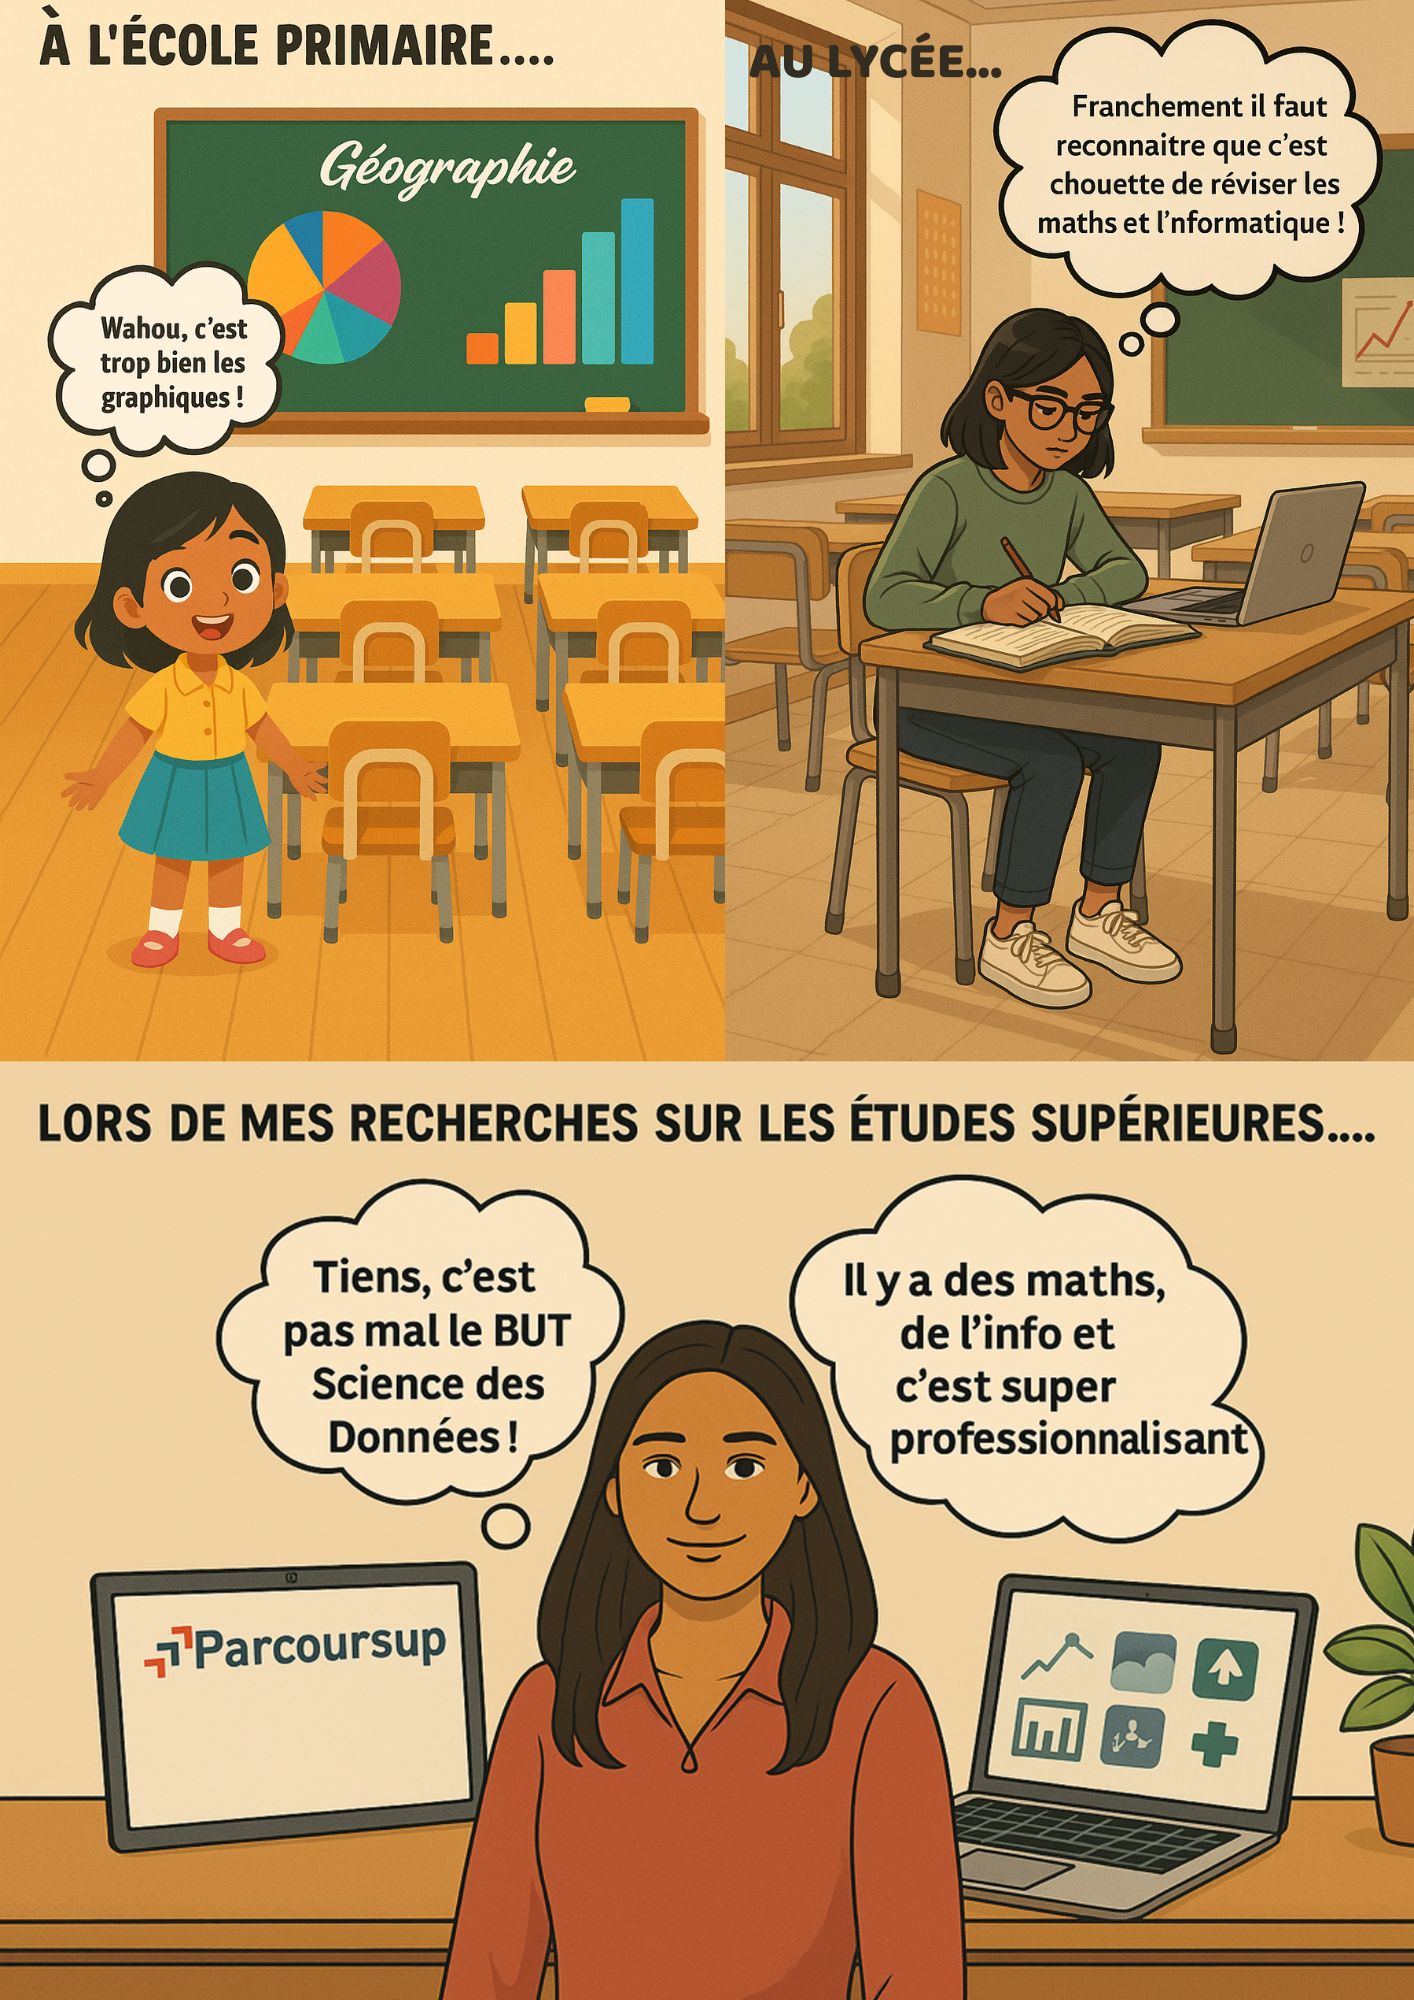 À L'ÉCOLE PRIMAIRE....
Géographie
Wahou, c'est
trop bien les
graphiques !
AU LYCÉE...
Franchement il faut
reconnaitre que c'est
chouette de réviser les
maths et l'nformatique !
LORS DE MES RECHERCHES SUR LES ÉTUDES SUPÉRIEURES....
Tiens, c'est
pas mal le BUT
Science des
Données !
Il y a des maths,
de l'info et
c'est super
professionnalisant
Parcoursup